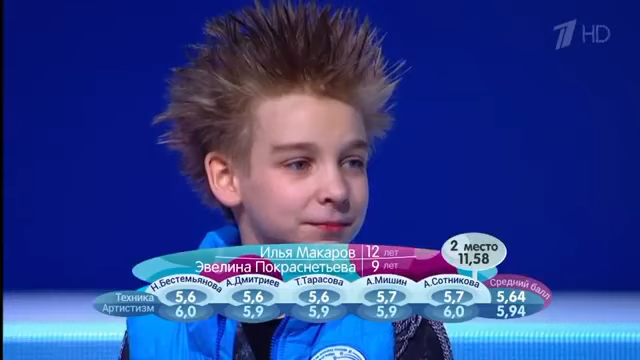 1 HD
Илья Макаров 12 лет
Эвелина Покраснетьева 9 лет
2 место
11,58
Н.Бестемьянова А.Дмитриев Т.Тарасова А.Мишин А.Сотникова Средний балл
Техника 5,6 5,6 5,6 5,7 5,7 5,64
Артистизм 6,0 5,9 5,9 5,9 6,0 5,94